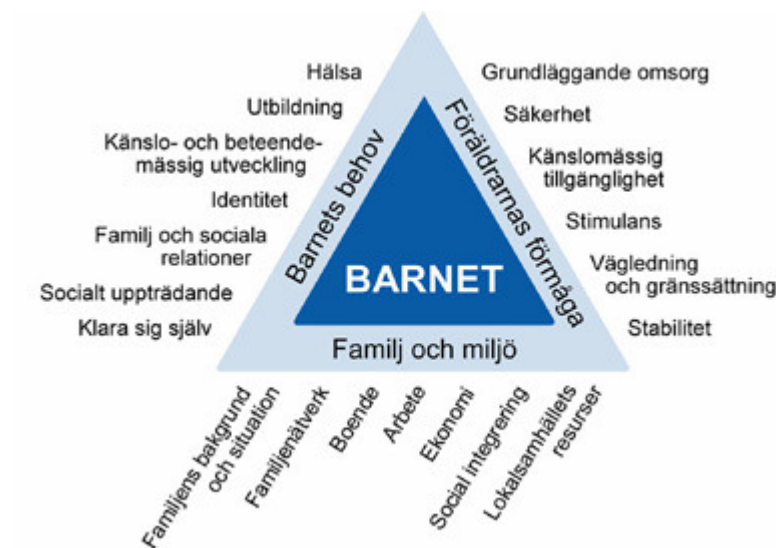 Hälsa
Utbildning
Känslo- och beteende-
mässig utveckling
Identitet
Familj och sociala
relationer
Socialt uppträdande
Klara sig själv
Barnets behov
BARNET
Föräldrarnas förmåga
Grundläggande omsorg
Säkerhet
Känslomässig
tillgänglighet
Stimulans
Vägledning
och gränssättning
Stabilitet
Familj och miljö
Familjens bakgrund
och situation
Familjenätverk
Boende
Arbete
Ekonomi
Social integrering
Lokalsamhällets
resurser